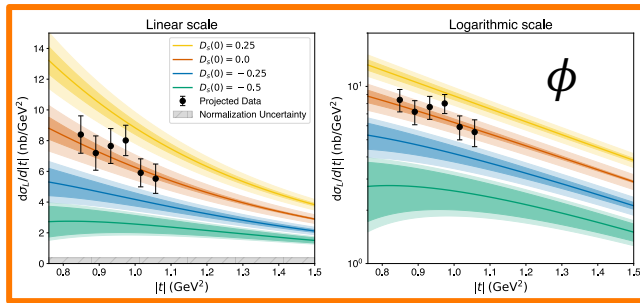 Linear scale
14
12
10
8
6
4
2
0
dσ_L/d|t| (nb/GeV²)
D_s(0) = 0.25
D_s(0) = 0.0
D_s(0) = −0.25
D_s(0) = −0.5
Projected Data
Normalization Uncertainty
0.8 0.9 1.0 1.1 1.2 1.3 1.4 1.5
|t| (GeV²)
Logarithmic scale
ϕ
10¹
10⁰
dσ_L/d|t| (nb/GeV²)
0.8 0.9 1.0 1.1 1.2 1.3 1.4 1.5
|t| (GeV²)